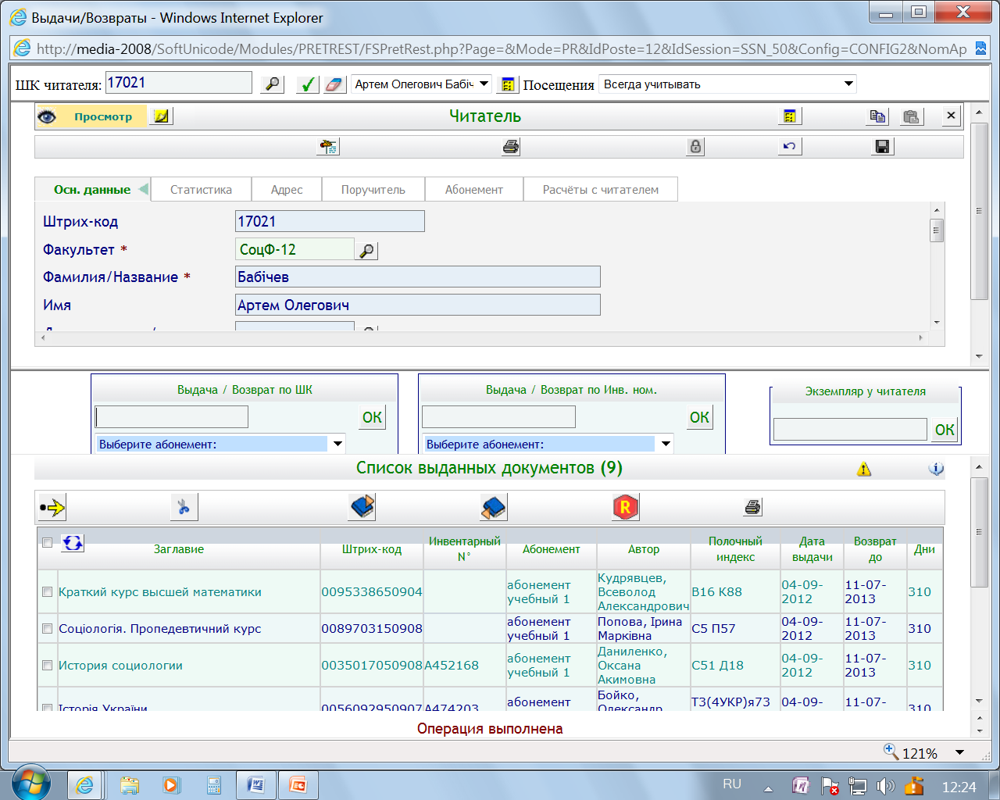 Выдачи/Возвраты - Windows Internet Explorer
http://media-2008/SoftUnicode/Modules/PRETREST/FSPretRest.php?Page=&Mode=PR&IdPoste=12&IdSession=SSN_50&Config=CONFIG2&NomAp
ШК читателя: 17021 Артем Олегович Бабіч Посещения Всегда учитывать
Просмотр Читатель
Осн. данные Статистика Адрес Поручитель Абонемент Расчёты с читателем
Штрих-код 17021
Факультет * СоцФ-12
Фамилия/Название * Бабічев
Имя Артем Олегович
Выдача / Возврат по ШК Выдача / Возврат по Инв. ном. Экземпляр у читателя
ОК ОК ОК
Выберите абонемент: Выберите абонемент:
Список выданных документов (9)
R
Заглавие Штрих-код Инвентарный N° Абонемент Автор Полочный индекс Дата выдачи Возврат до Дни
Краткий курс высшей математики 0095338650904 абонемент учебный 1 Кудрявцев, Всеволод Александрович В16 К88 04-09-2012 11-07-2013 310
Соціологія. Пропедевтичний курс 0089703150908 абонемент учебный 1 Попова, Ірина Марківна С5 П57 04-09-2012 11-07-2013 310
История социологии 0035017050908 А452168 абонемент учебный 1 Даниленко, Оксана Акимовна С51 Д18 04-09-2012 11-07-2013 310
Історія України 0056092950907 А474203 абонемент Бойко, Олександр Т3(4УКР)я73 04-09- 11-07- 310
Операция выполнена
121%
RU 12:24